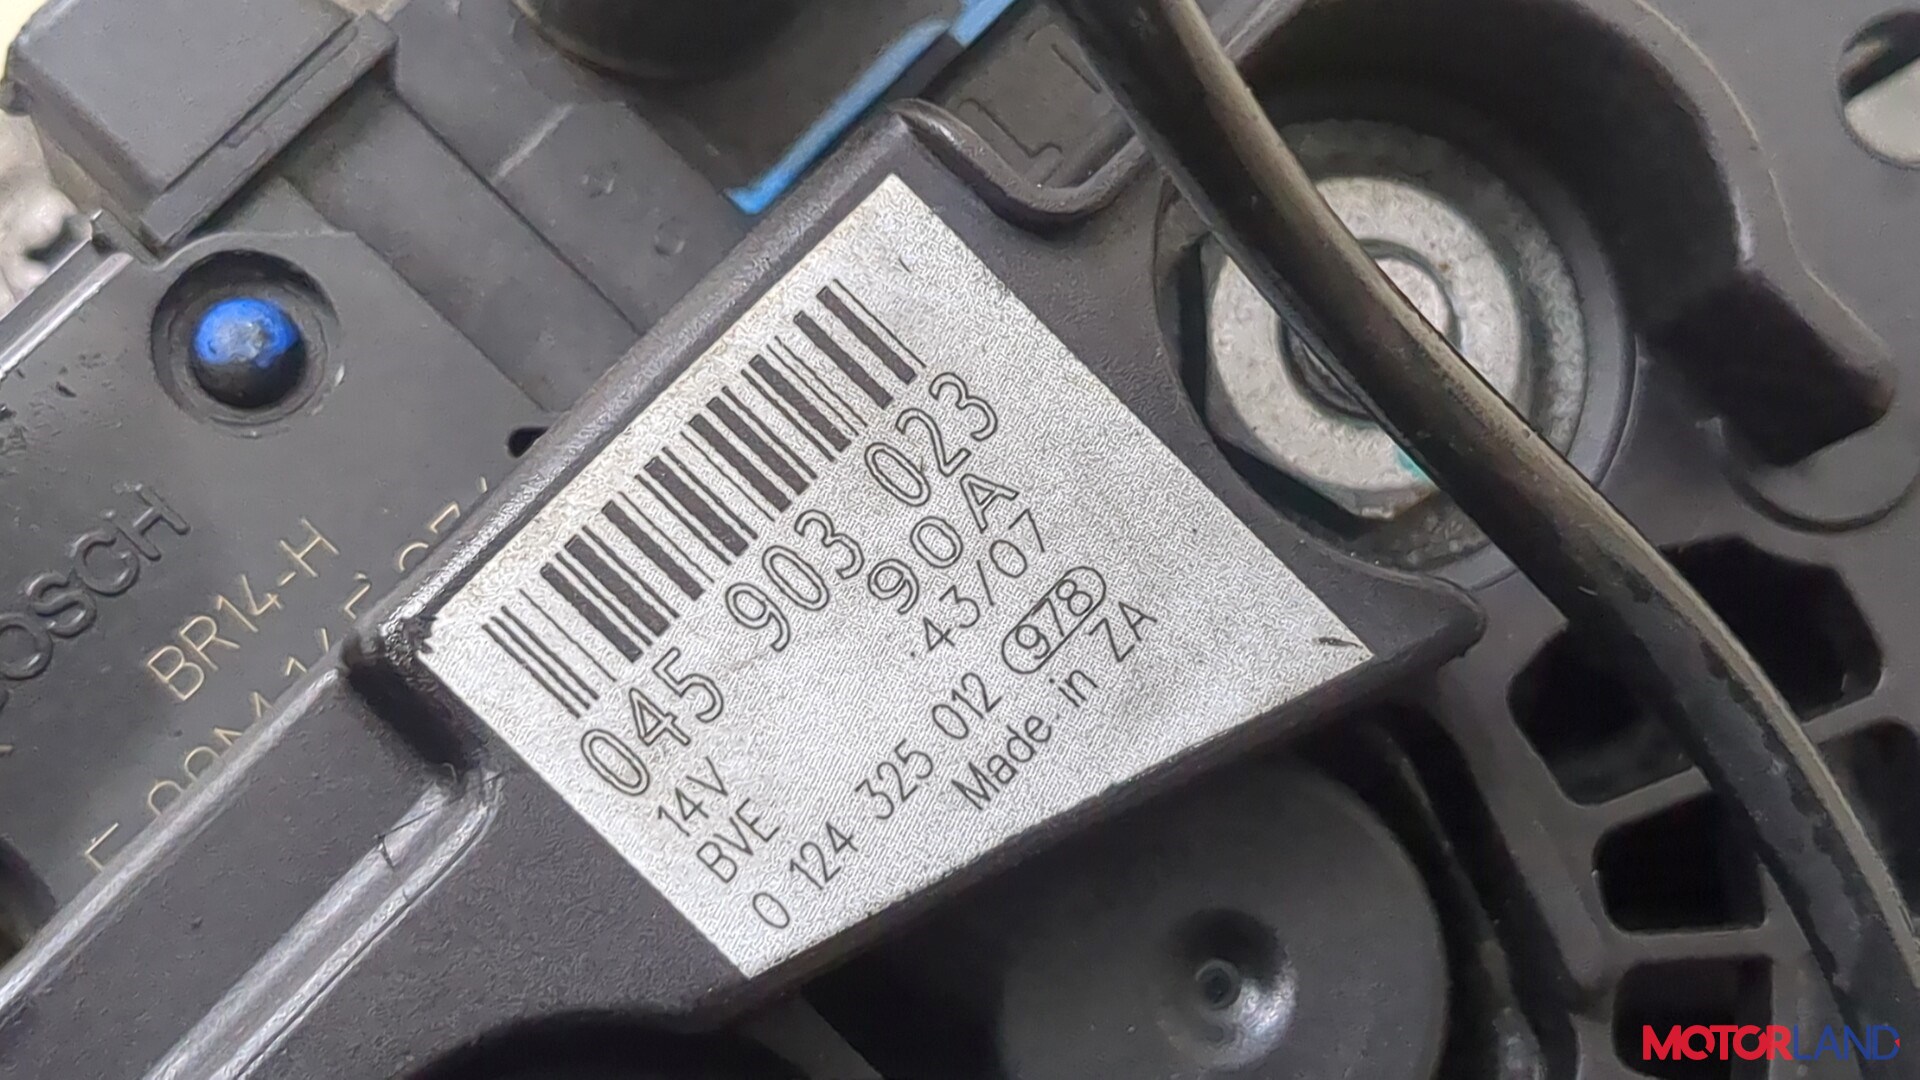 045 903 023
14V 90A
BVE 43/07
0 124 325 012 978
Made in ZA
BOSCH
BR14-H
MOTORLAND